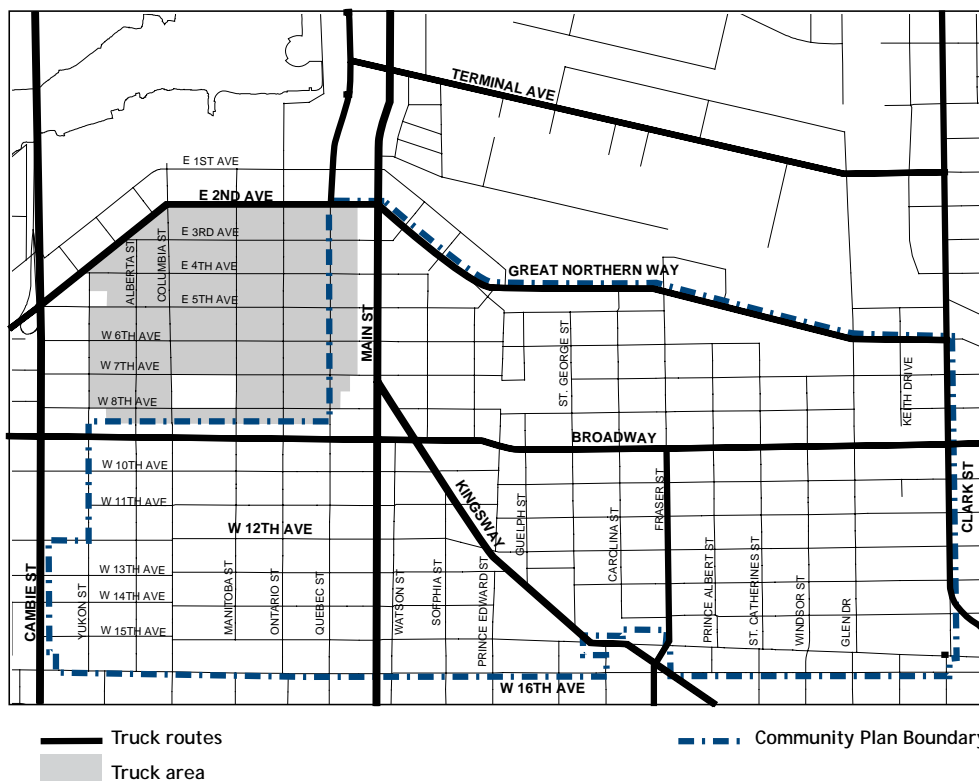 TERMINAL AVE
E 1ST AVE
E 2ND AVE
E 3RD AVE
E 4TH AVE
E 5TH AVE
W 6TH AVE
W 7TH AVE
W 8TH AVE
ALBERTA ST
COLUMBIA ST
MAIN ST
GREAT NORTHERN WAY
ST. GEORGE ST
KEITH DRIVE
BROADWAY
W 10TH AVE
W 11TH AVE
W 12TH AVE
W 13TH AVE
W 14TH AVE
W 15TH AVE
W 16TH AVE
CAMBIE ST
YUKON ST
MANITOBA ST
ONTARIO ST
QUEBEC ST
WATSON ST
SOFPHIA ST
PRINCE EDWARD ST
KINGSWAY
GUELPH ST
CAROLINA ST
FRASER ST
PRINCE ALBERT ST
ST. CATHERINES ST
WINDSOR ST
GLEN DR
CLARK ST
Truck routes
Truck area
Community Plan Boundary